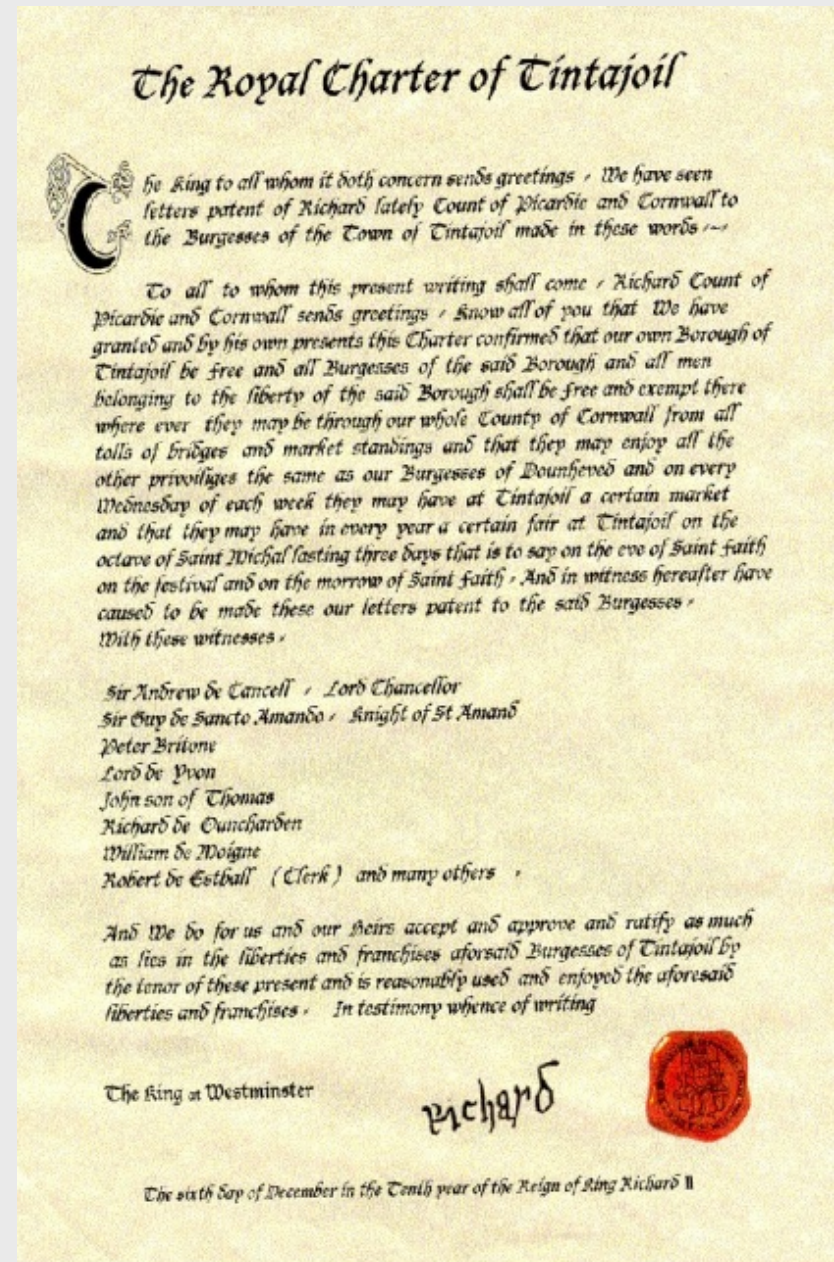 The Royal Charter of Tintajoil
The King to all whom it doth concern sends greetings - We have seen
letters patent of Richard lately Count of Picardie and Cornwall to
the Burgesses of the Town of Tintajoil made in these words -~-
To all to whom this present writing shall come - Richard Count of
Picardie and Cornwall sends greetings - Know all of you that We have
granted and by his own presents this Charter confirmed that our own Borough of
Tintajoil be free and all Burgesses of the said Borough and all men
belonging to the liberty of the said Borough shall be free and exempt there
where ever they may be through our whole County of Cornwall from all
tolls of bridges and market standings and that they may enjoy all the
other privoiliges the same as our Burgesses of Dounheved and on every
Wednesday of each week they may have at Tintajoil a certain market
and that they may have in every year a certain fair at Tintajoil on the
octave of Saint Michal lasting three days that is to say on the eve of Saint Faith
on the festival and on the morrow of Saint Faith - And in witness hereafter have
caused to be made these our letters patent to the said Burgesses -
With these witnesses -
Sir Andrew de Cancell - Lord Chancellor
Sir Guy de Sancto Amando - Knight of St Amand
Peter Britone
Lord de Yvon
John son of Thomas
Richard de Ouncharden
William de Moigne
Robert de Estball (Clerk) and many others -
And We do for us and our Heirs accept and approve and ratify as much
as lies in the liberties and franchises aforsaid Burgesses of Tintajoil by
the tenor of these present and is reasonably used and enjoyed the aforesaid
liberties and franchises - In testimony whence of writing
The King at Westminster
Richard
The sixth day of December in the Tenth year of the Reign of King Richard II